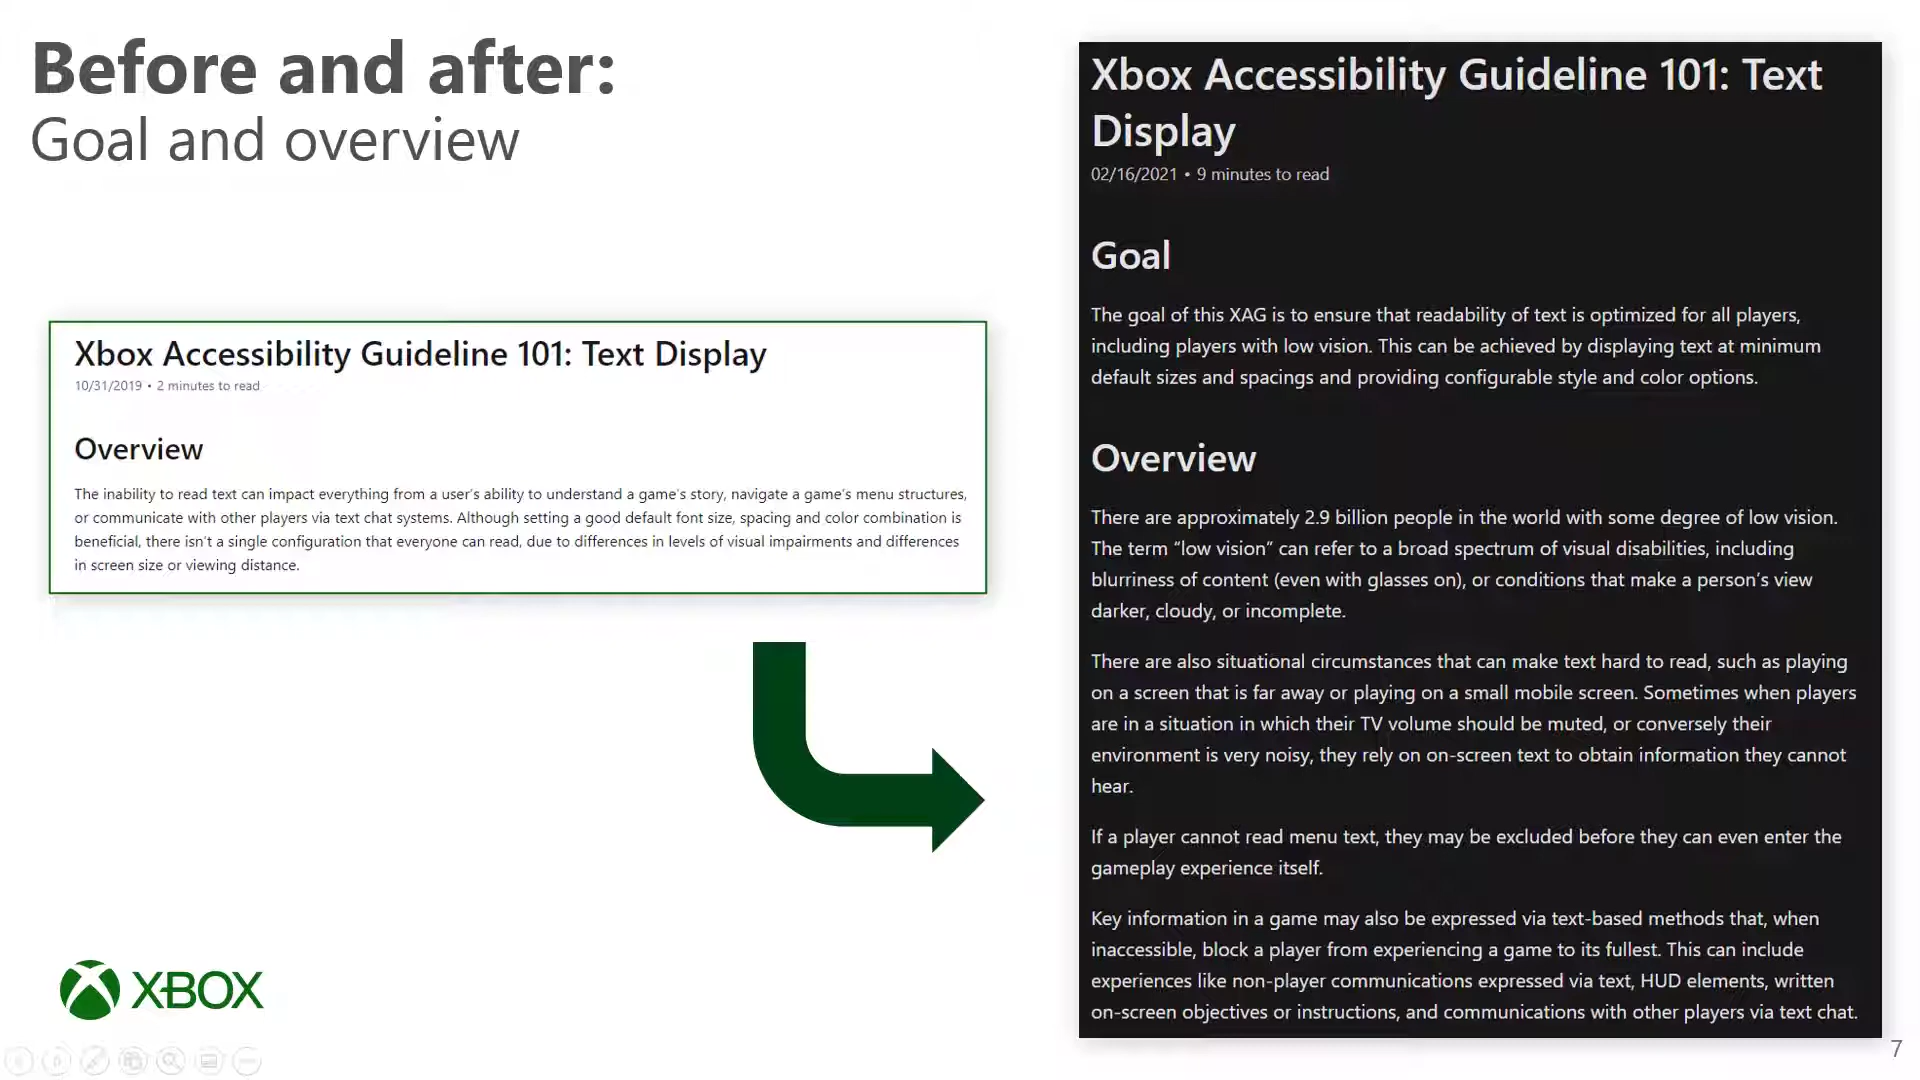 Before and after:
Goal and overview
Xbox Accessibility Guideline 101: Text Display
10/31/2019 • 2 minutes to read
Overview
The inability to read text can impact everything from a user's ability to understand a game's story, navigate a game's menu structures,
or communicate with other players via text chat systems. Although setting a good default font size, spacing and color combination is
beneficial, there isn't a single configuration that everyone can read, due to differences in levels of visual impairments and differences
in screen size or viewing distance.
XBOX
Xbox Accessibility Guideline 101: Text
Display
02/16/2021 • 9 minutes to read
Goal
The goal of this XAG is to ensure that readability of text is optimized for all players,
including players with low vision. This can be achieved by displaying text at minimum
default sizes and spacings and providing configurable style and color options.
Overview
There are approximately 2.9 billion people in the world with some degree of low vision.
The term “low vision” can refer to a broad spectrum of visual disabilities, including
blurriness of content (even with glasses on), or conditions that make a person's view
darker, cloudy, or incomplete.
There are also situational circumstances that can make text hard to read, such as playing
on a screen that is far away or playing on a small mobile screen. Sometimes when players
are in a situation in which their TV volume should be muted, or conversely their
environment is very noisy, they rely on on-screen text to obtain information they cannot
hear.
If a player cannot read menu text, they may be excluded before they can even enter the
gameplay experience itself.
Key information in a game may also be expressed via text-based methods that, when
inaccessible, block a player from experiencing a game to its fullest. This can include
experiences like non-player communications expressed via text, HUD elements, written
on-screen objectives or instructions, and communications with other players via text chat.
7